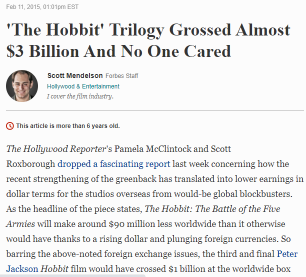 Feb 11, 2015, 01:01pm EST
'The Hobbit' Trilogy Grossed Almost
$3 Billion And No One Cared
Scott Mendelson Forbes Staff
Hollywood & Entertainment
I cover the film industry.
This article is more than 6 years old.
The Hollywood Reporter's Pamela McClintock and Scott
Roxborough dropped a fascinating report last week concerning how the
recent strengthening of the greenback has translated into lower earnings in
dollar terms for the studios overseas from would-be global blockbusters.
As the headline of the piece states, The Hobbit: The Battle of the Five
Armies will make around $90 million less worldwide than it otherwise
would have thanks to a rising dollar and plunging foreign currencies. So
barring the above-noted foreign exchange issues, the third and final Peter
Jackson Hobbit film would have crossed $1 billion at the worldwide box